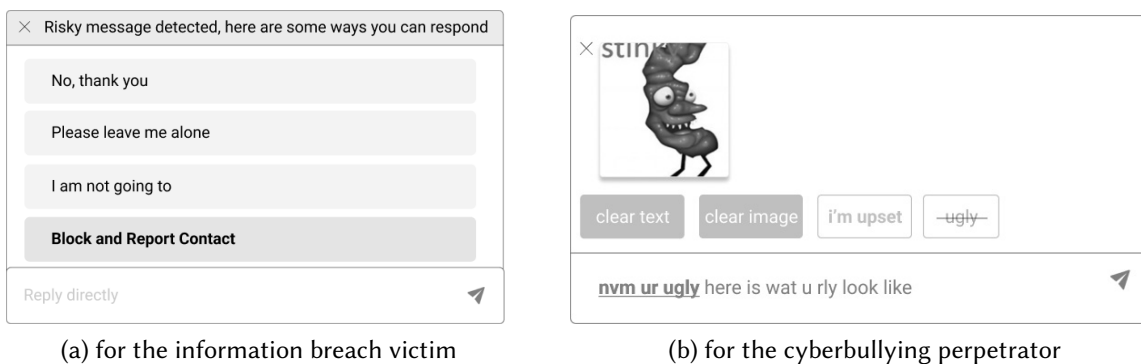 × Risky message detected, here are some ways you can respond
No, thank you
Please leave me alone
I am not going to
Block and Report Contact
Reply directly
(a) for the information breach victim
× stinky
clear text clear image i'm upset ugly
nvm ur ugly here is wat u rly look like
(b) for the cyberbullying perpetrator